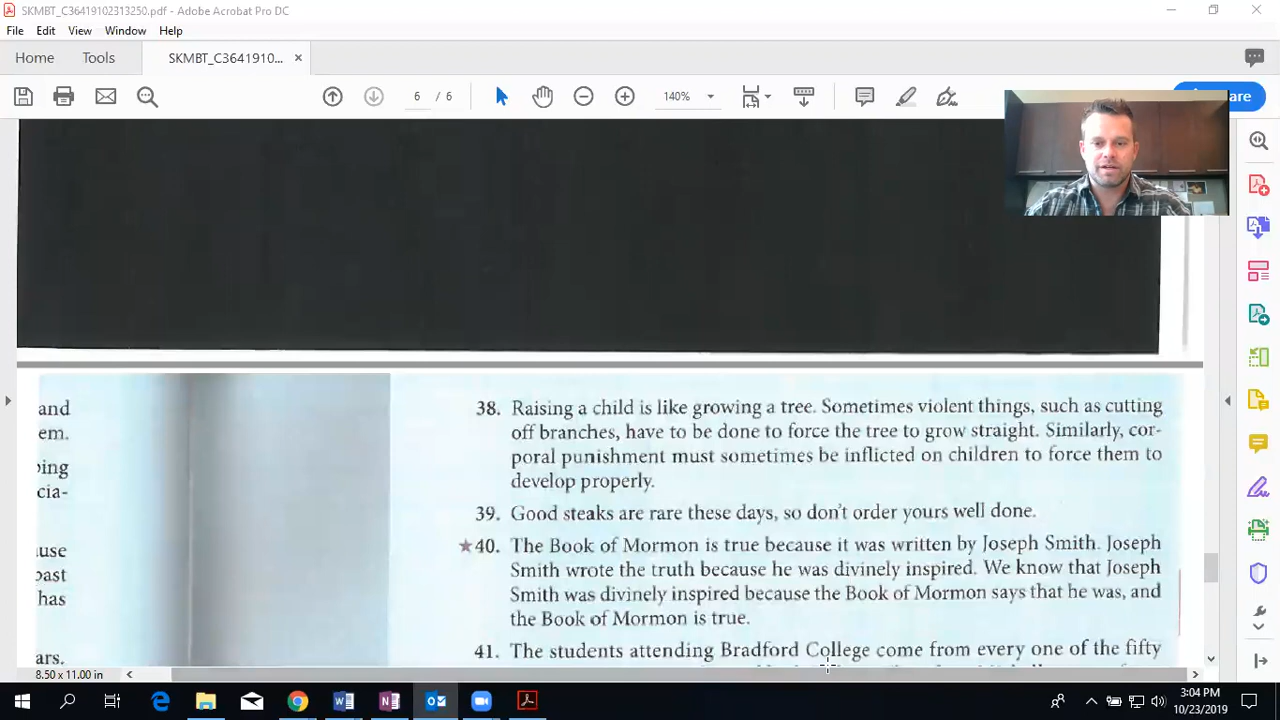 SKMBT_C36419102313250.pdf - Adobe Acrobat Pro DC
File Edit View Window Help
Home Tools SKMBT_C3641910... ×
6 / 6 140% Share
38. Raising a child is like growing a tree. Sometimes violent things, such as cutting
off branches, have to be done to force the tree to grow straight. Similarly, cor-
poral punishment must sometimes be inflicted on children to force them to
develop properly.
39. Good steaks are rare these days, so don't order yours well done.
★40. The Book of Mormon is true because it was written by Joseph Smith. Joseph
Smith wrote the truth because he was divinely inspired. We know that Joseph
Smith was divinely inspired because the Book of Mormon says that he was, and
the Book of Mormon is true.
41. The students attending Bradford College come from every one of the fifty
and
em.
ping
cia-
use
past
has
ars.
8.50 x 11.00 in
3:04 PM
10/23/2019